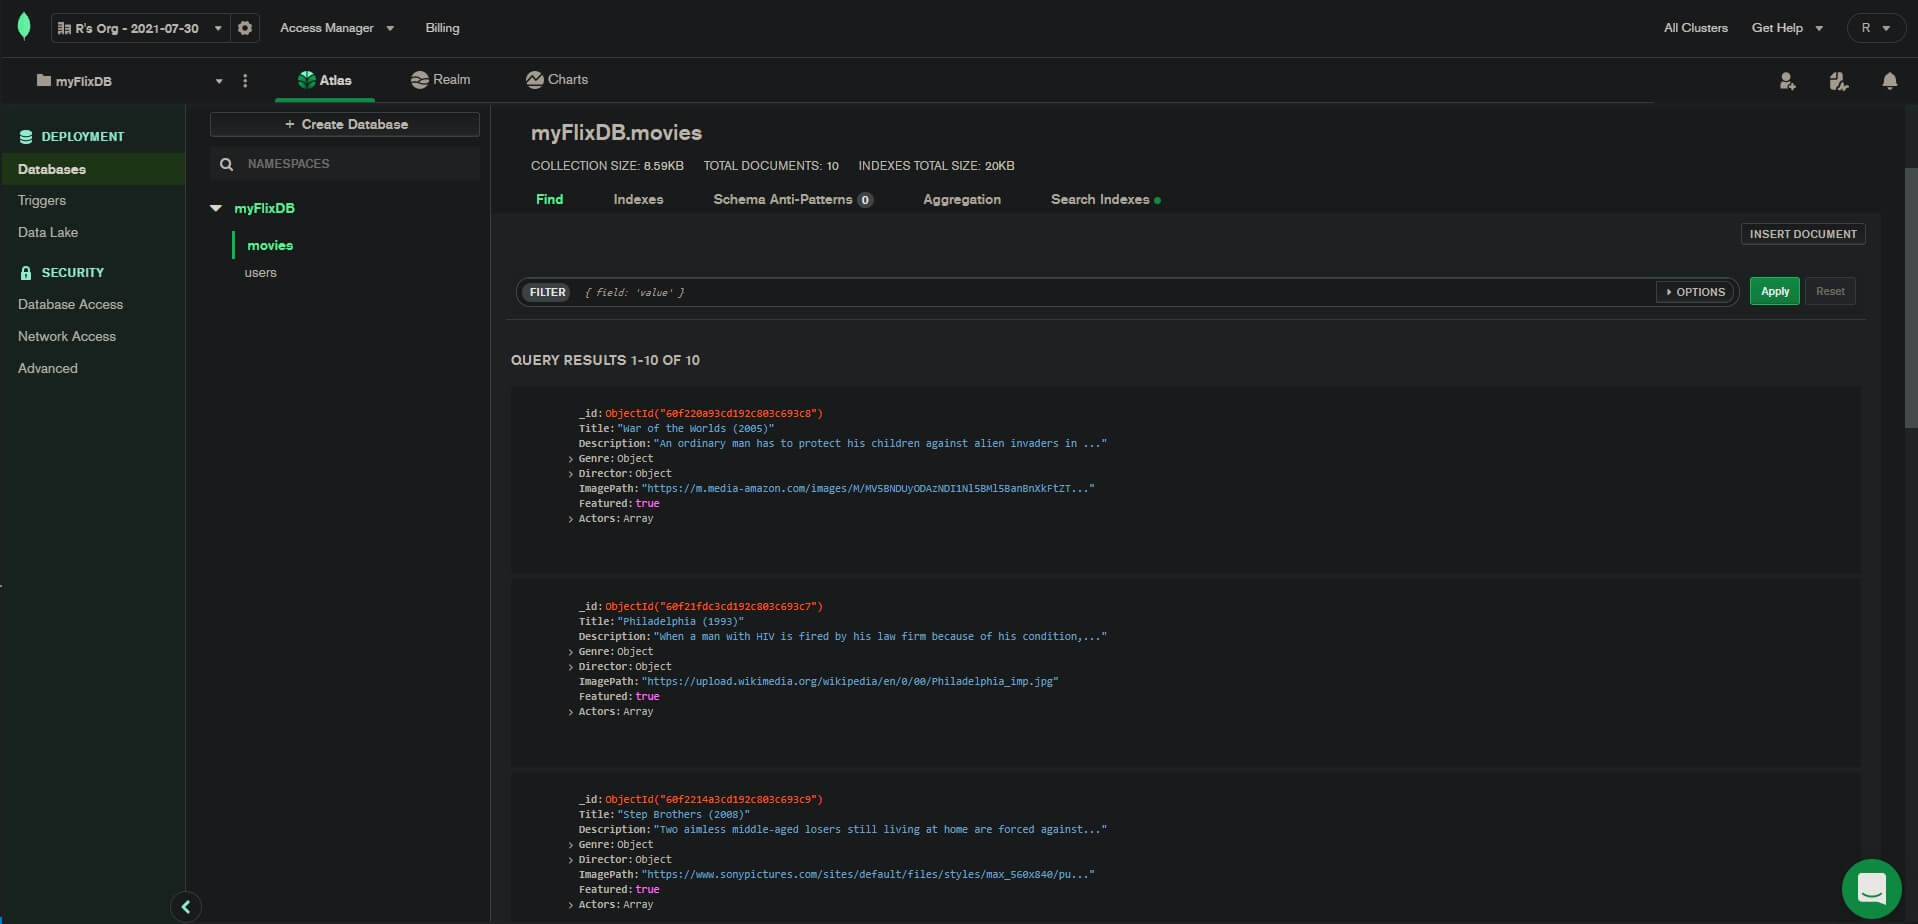 R's Org - 2021-07-30
Access Manager
Billing
All Clusters
Get Help
R
myFlixDB
Atlas
Realm
Charts
DEPLOYMENT
Databases
Triggers
Data Lake
SECURITY
Database Access
Network Access
Advanced
+ Create Database
NAMESPACES
myFlixDB
movies
users
myFlixDB.movies
COLLECTION SIZE: 8.59KB TOTAL DOCUMENTS: 10 INDEXES TOTAL SIZE: 20KB
Find Indexes Schema Anti-Patterns 0 Aggregation Search Indexes
INSERT DOCUMENT
FILTER { field: 'value' } OPTIONS Apply Reset
QUERY RESULTS 1-10 OF 10
_id: ObjectId("60f220a93cd192c803c693c8")
Title: "War of the Worlds (2005)"
Description: "An ordinary man has to protect his children against alien invaders in ..."
Genre: Object
Director: Object
ImagePath: "https://m.media-amazon.com/images/M/MV5BNDUyODAzNDI1Nl5BMl5BanBnXkFtZT..."
Featured: true
Actors: Array
_id: ObjectId("60f21fdc3cd192c803c693c7")
Title: "Philadelphia (1993)"
Description: "When a man with HIV is fired by his law firm because of his condition,..."
Genre: Object
Director: Object
ImagePath: "https://upload.wikimedia.org/wikipedia/en/0/00/Philadelphia_imp.jpg"
Featured: true
Actors: Array
_id: ObjectId("60f2214a3cd192c803c693c9")
Title: "Step Brothers (2008)"
Description: "Two aimless middle-aged losers still living at home are forced against..."
Genre: Object
Director: Object
ImagePath: "https://www.sonypictures.com/sites/default/files/styles/max_560x840/pu..."
Featured: true
Actors: Array